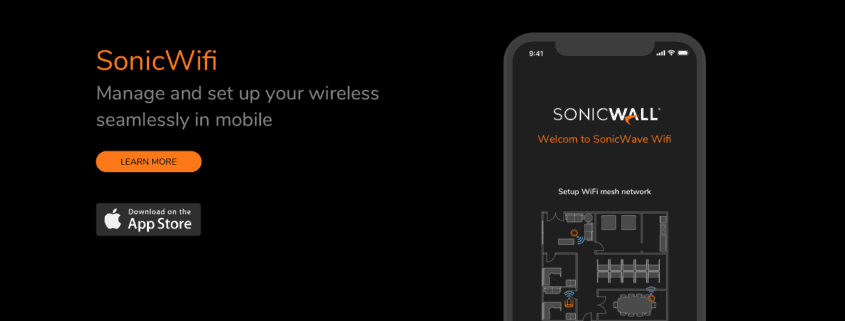 SonicWifi
Manage and set up your wireless
seamlessly in mobile
LEARN MORE
Download on the
App Store
9:41
SONICWALL
Welcom to SonicWave Wifi
Setup WiFi mesh network